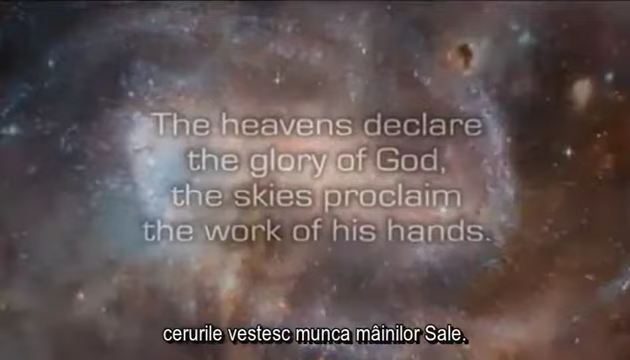 The heavens declare
the glory of God,
the skies proclaim
the work of his hands.
cerurile vestesc munca mâinilor Sale.